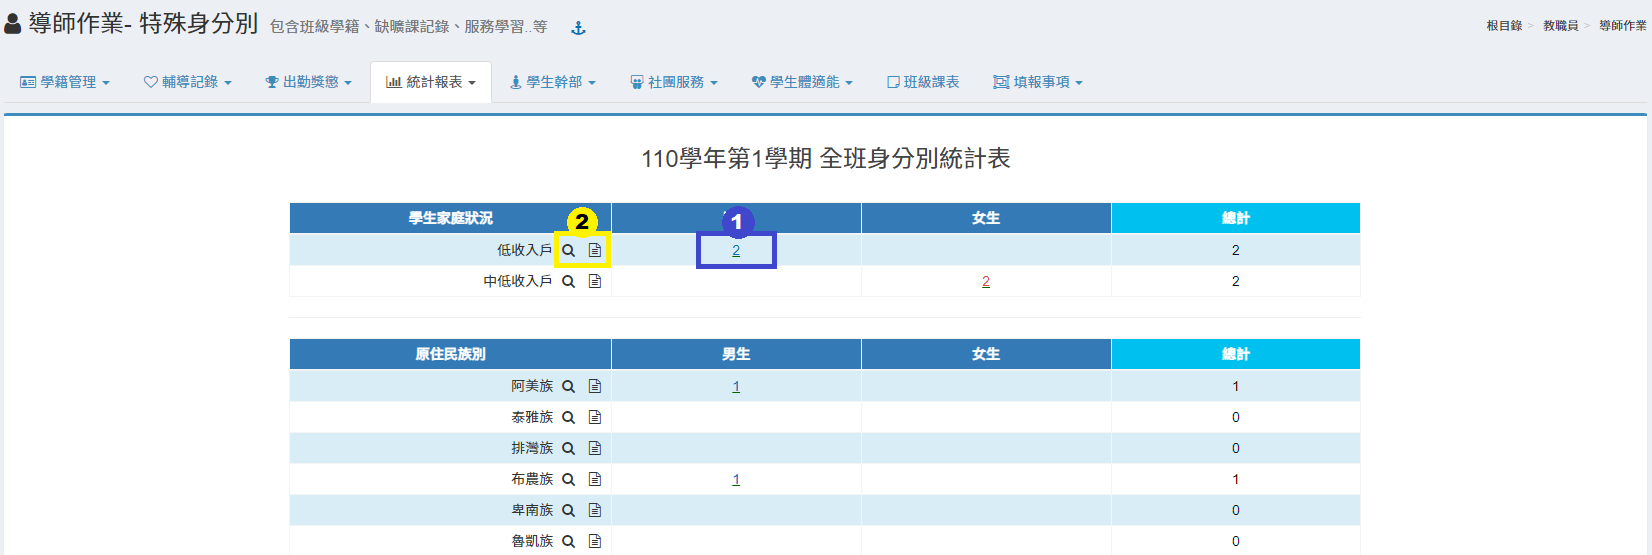 導師作業- 特殊身分別 包含班級學籍、缺曠課記錄、服務學習..等
根目錄 > 教職員 > 導師作業
學籍管理 輔導記錄 出勤獎懲 統計報表 學生幹部 社團服務 學生體適能 班級課表 填報事項
110學年第1學期 全班身分別統計表
學生家庭狀況 2 1 女生 總計
低收入戶 2 2
中低收入戶 2 2
原住民族別 男生 女生 總計
阿美族 1 1
泰雅族 0
排灣族 0
布農族 1 1
卑南族 0
魯凱族 0